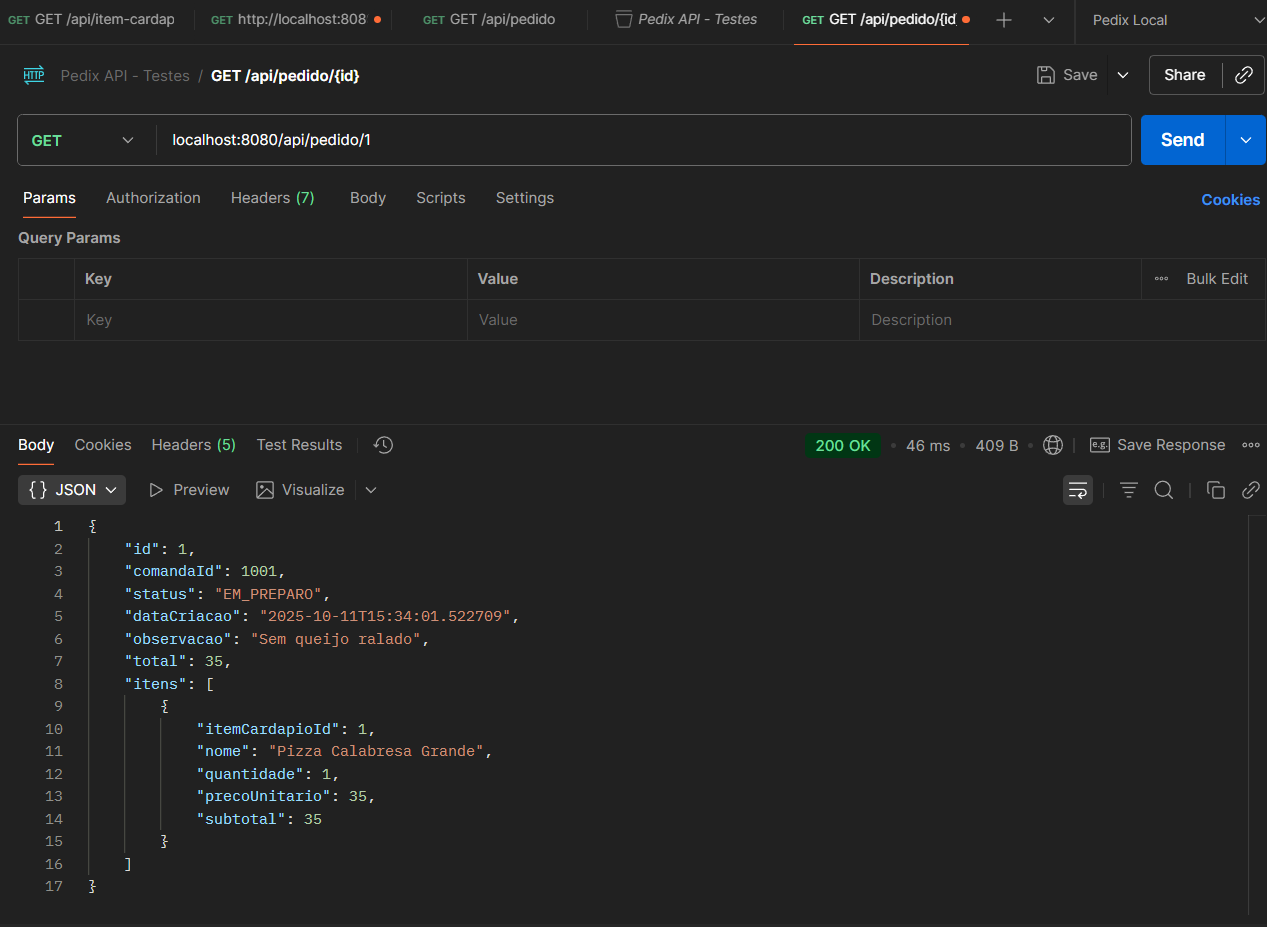 GET GET /api/item-cardap GET http://localhost:808 GET GET /api/pedido Pedix API - Testes GET GET /api/pedido/{id} Pedix Local
HTTP Pedix API - Testes / GET /api/pedido/{id} Save Share
GET localhost:8080/api/pedido/1 Send
Params Authorization Headers (7) Body Scripts Settings Cookies
Query Params
Key Value Description Bulk Edit
Key Value Description
Body Cookies Headers (5) Test Results 200 OK • 46 ms • 409 B • e.g. Save Response
{} JSON Preview Visualize
1 {
2 "id": 1,
3 "comandaId": 1001,
4 "status": "EM_PREPARO",
5 "dataCriacao": "2025-10-11T15:34:01.522709",
6 "observacao": "Sem queijo ralado",
7 "total": 35,
8 "itens": [
9 {
10 "itemCardapioId": 1,
11 "nome": "Pizza Calabresa Grande",
12 "quantidade": 1,
13 "precoUnitario": 35,
14 "subtotal": 35
15 }
16 ]
17 }